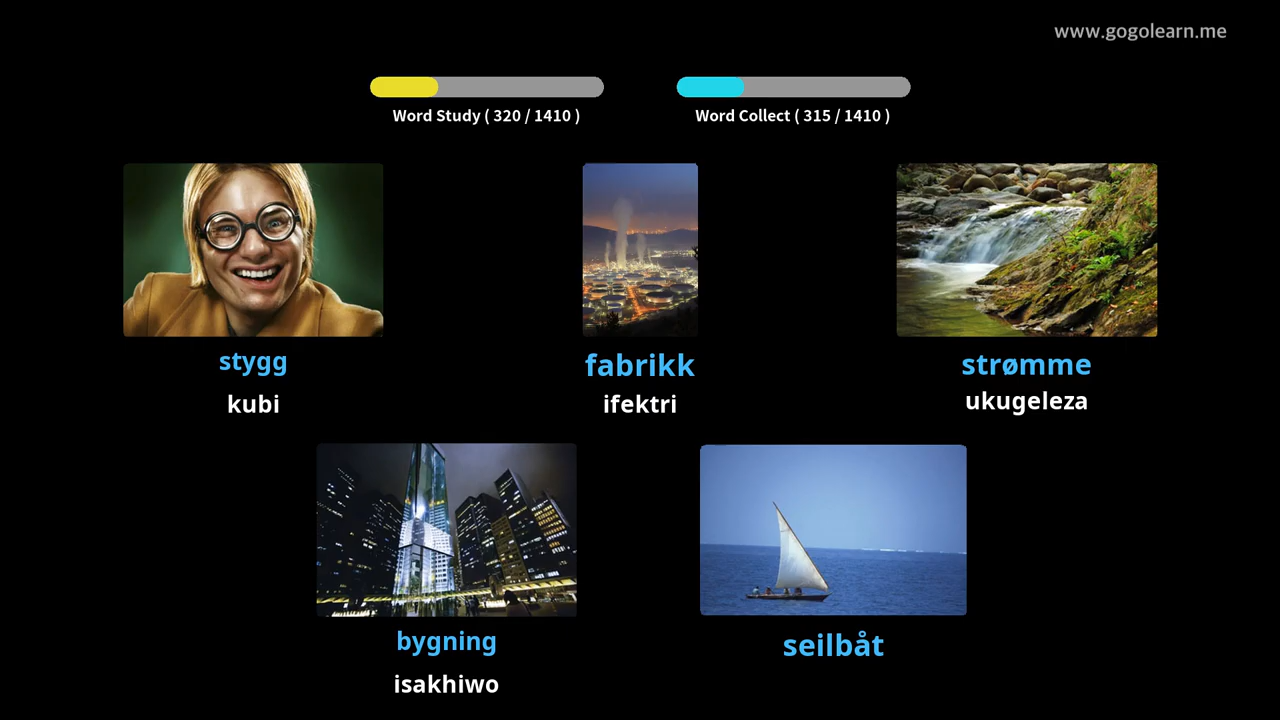 www.gogolearn.me
Word Study ( 320 / 1410 )
Word Collect ( 315 / 1410 )
stygg
kubi
fabrikk
ifektri
strømme
ukugeleza
bygning
isakhiwo
seilbåt